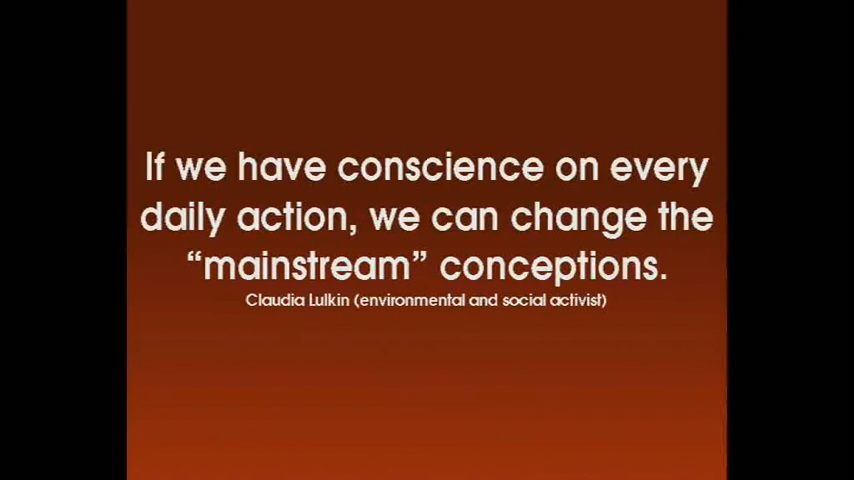 If we have conscience on every
daily action, we can change the
“mainstream” conceptions.
Claudia Lulkin (environmental and social activist)